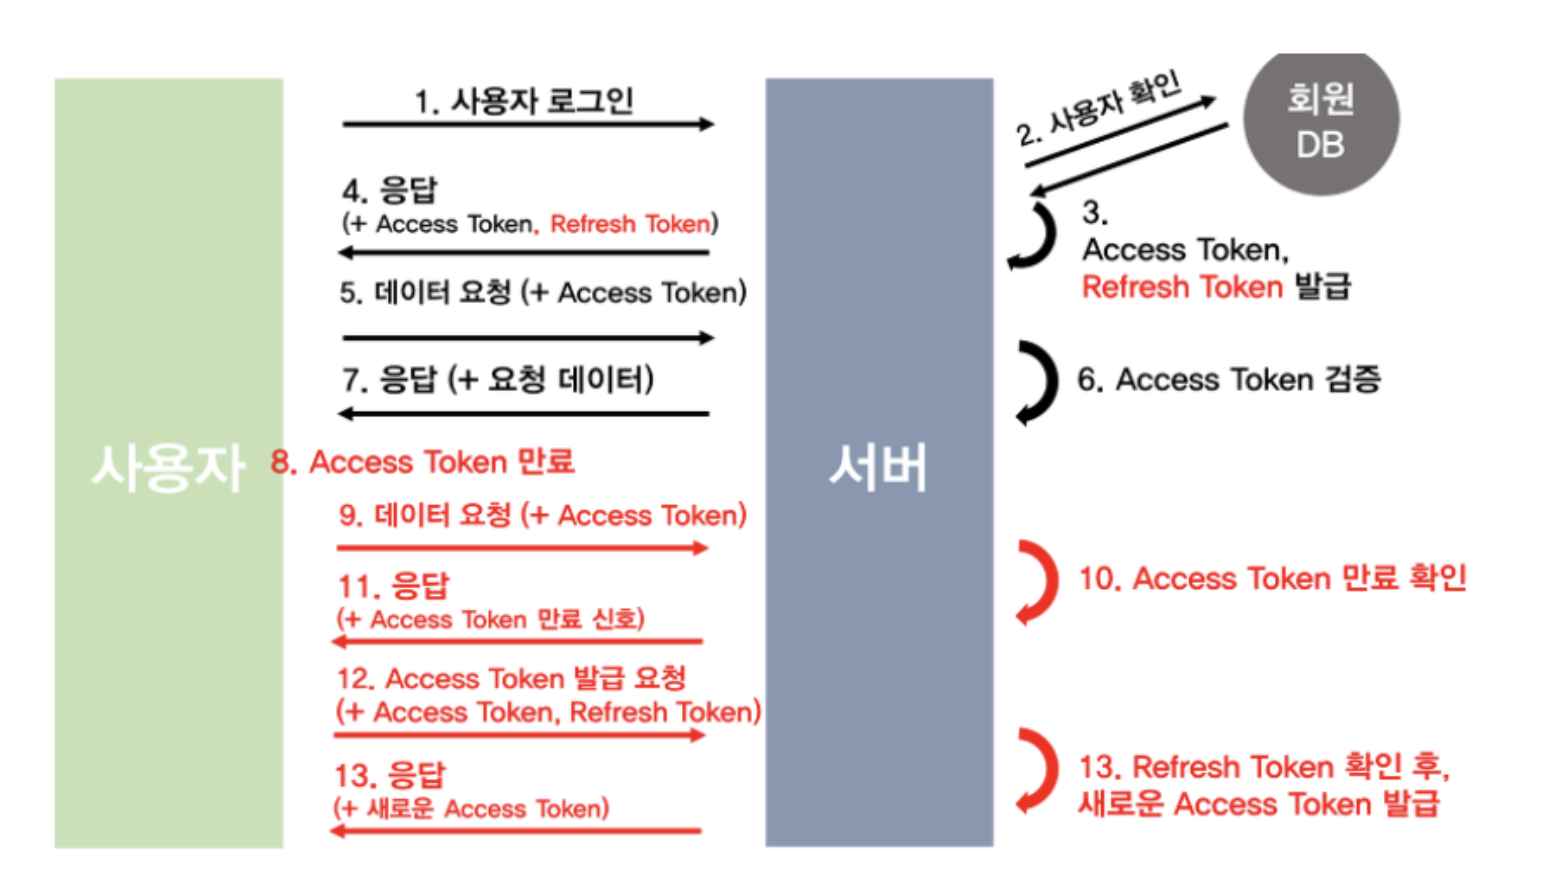 1. 사용자 로그인
2. 사용자 확인
회원
DB
4. 응답
(+ Access Token, Refresh Token)
3.
Access Token,
Refresh Token 발급
5. 데이터 요청 (+ Access Token)
7. 응답 (+ 요청 데이터)
6. Access Token 검증
사용자
8. Access Token 만료
서버
9. 데이터 요청 (+ Access Token)
11. 응답
(+ Access Token 만료 신호)
10. Access Token 만료 확인
12. Access Token 발급 요청
(+ Access Token, Refresh Token)
13. 응답
(+ 새로운 Access Token)
13. Refresh Token 확인 후,
새로운 Access Token 발급